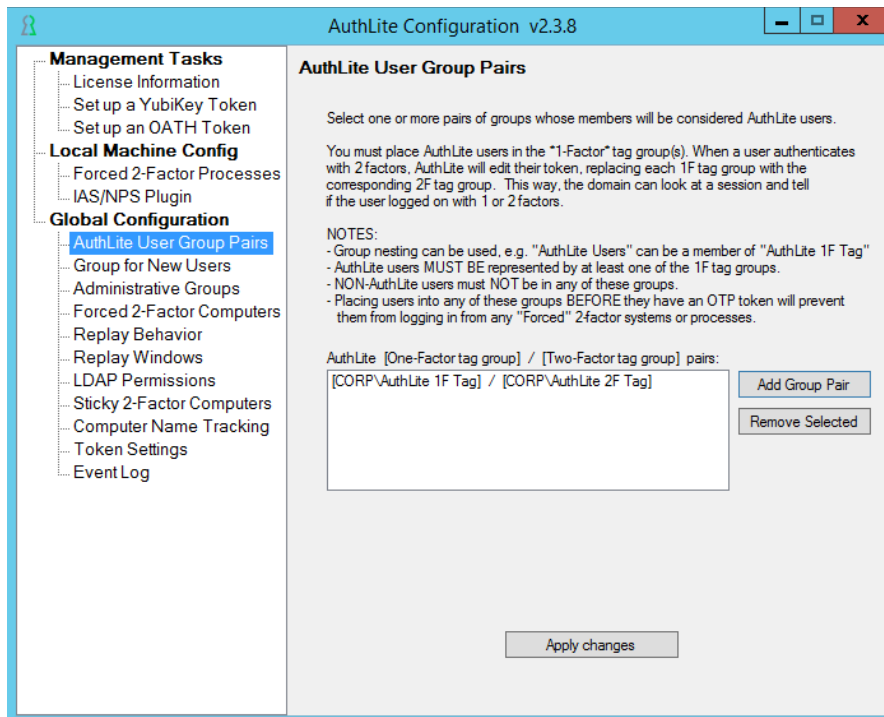 AuthLite Configuration v2.3.8
Management Tasks
License Information
Set up a YubiKey Token
Set up an OATH Token
Local Machine Config
Forced 2-Factor Processes
IAS/NPS Plugin
Global Configuration
AuthLite User Group Pairs
Group for New Users
Administrative Groups
Forced 2-Factor Computers
Replay Behavior
Replay Windows
LDAP Permissions
Sticky 2-Factor Computers
Computer Name Tracking
Token Settings
Event Log
AuthLite User Group Pairs
Select one or more pairs of groups whose members will be considered AuthLite users.
You must place AuthLite users in the *1-Factor* tag group(s). When a user authenticates
with 2 factors, AuthLite will edit their token, replacing each 1F tag group with the
corresponding 2F tag group. This way, the domain can look at a session and tell
if the user logged on with 1 or 2 factors.
NOTES:
- Group nesting can be used, e.g. "AuthLite Users" can be a member of "AuthLite 1F Tag"
- AuthLite users MUST BE represented by at least one of the 1F tag groups.
- NON-AuthLite users must NOT be in any of these groups.
- Placing users into any of these groups BEFORE they have an OTP token will prevent
them from logging in from any "Forced" 2-factor systems or processes.
AuthLite [One-Factor tag group] / [Two-Factor tag group] pairs:
[CORP\AuthLite 1F Tag] / [CORP\AuthLite 2F Tag]
Add Group Pair
Remove Selected
Apply changes